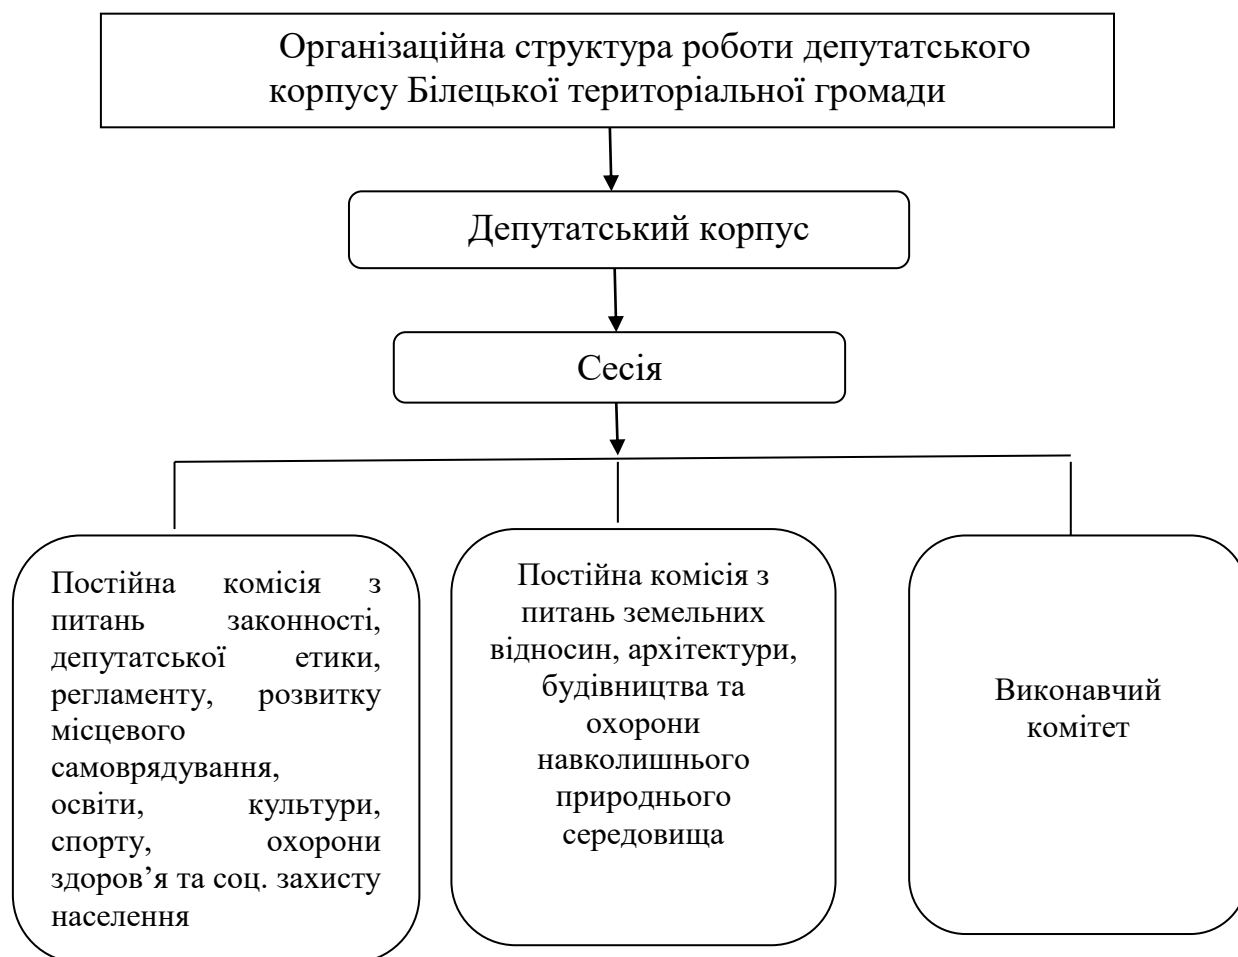 Організаційна структура роботи депутатського
корпусу Білецької територіальної громади
Депутатський корпус
Сесія
Постійна комісія з
питань законності,
депутатської етики,
регламенту, розвитку
місцевого
самоврядування,
освіти, культури,
спорту, охорони
здоров’я та соц. захисту
населення
Постійна комісія з
питань земельних
відносин, архітектури,
будівництва та
охорони
навколишнього
природнього
середовища
Виконавчий
комітет